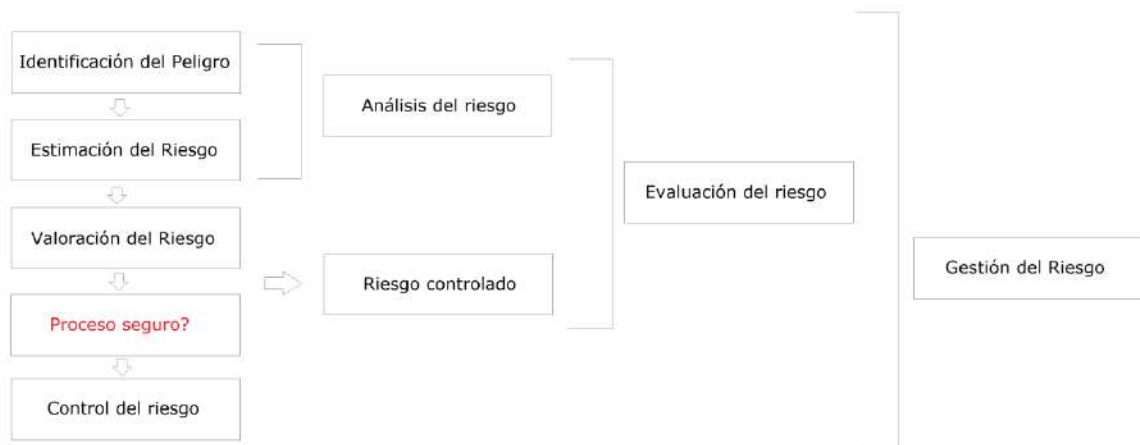 Identificación del Peligro
Estimación del Riesgo
Valoración del Riesgo
Proceso seguro?
Control del riesgo
Análisis del riesgo
Riesgo controlado
Evaluación del riesgo
Gestión del Riesgo